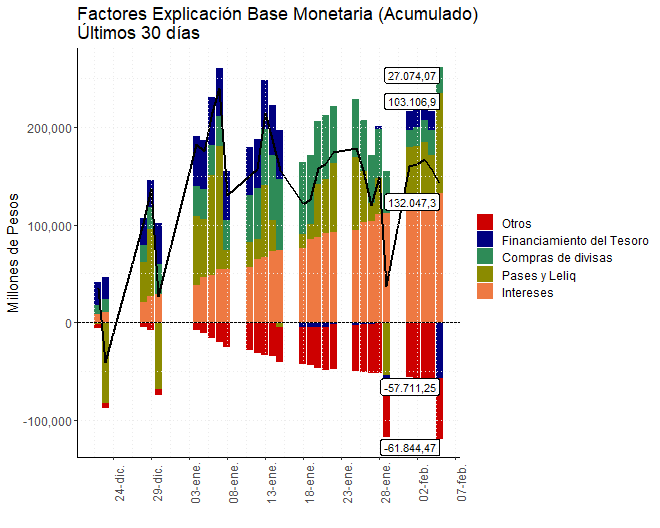 Factores Explicación Base Monetaria (Acumulado)
Últimos 30 días
Millones de Pesos
200,000
100,000
0
-100,000
27.074,07
103.106,9
132.047,3
-57.711,25
-61.844,47
24-dic.
29-dic.
03-ene.
08-ene.
13-ene.
18-ene.
23-ene.
28-ene.
02-feb.
07-feb.
Otros
Financiamiento del Tesoro
Compras de divisas
Pases y Leliq
Intereses